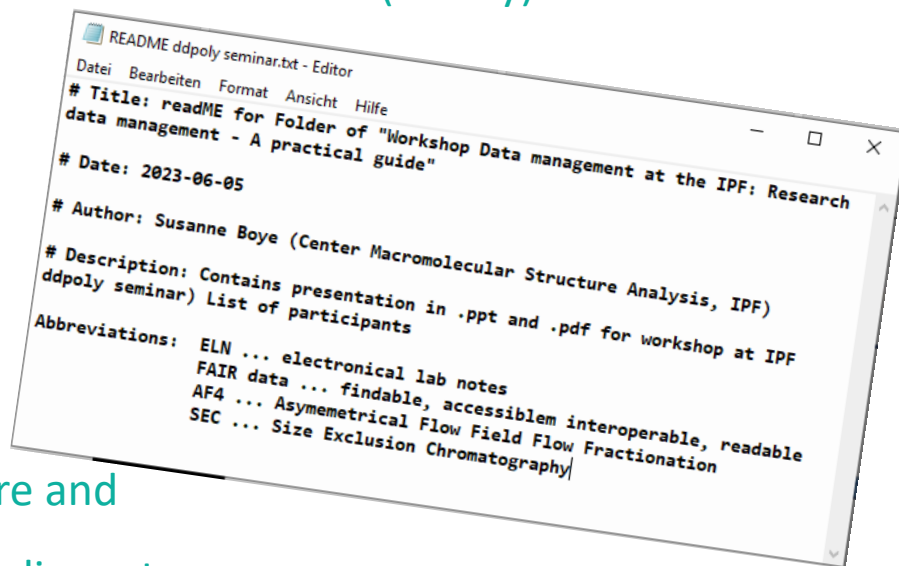 README ddpoly seminar.txt - Editor
Datei Bearbeiten Format Ansicht Hilfe
# Title: readME for Folder of "Workshop Data management at the IPF: Research
data management - A practical guide"
# Date: 2023-06-05
# Author: Susanne Boye (Center Macromolecular Structure Analysis, IPF)
# Description: Contains presentation in .ppt and .pdf for workshop at IPF
ddpoly seminar) List of participants
Abbreviations: ELN ... electronical lab notes
FAIR data ... findable, accessiblem interoperable, readable
AF4 ... Asymemetrical Flow Field Flow Fractionation
SEC ... Size Exclusion Chromatography
re and